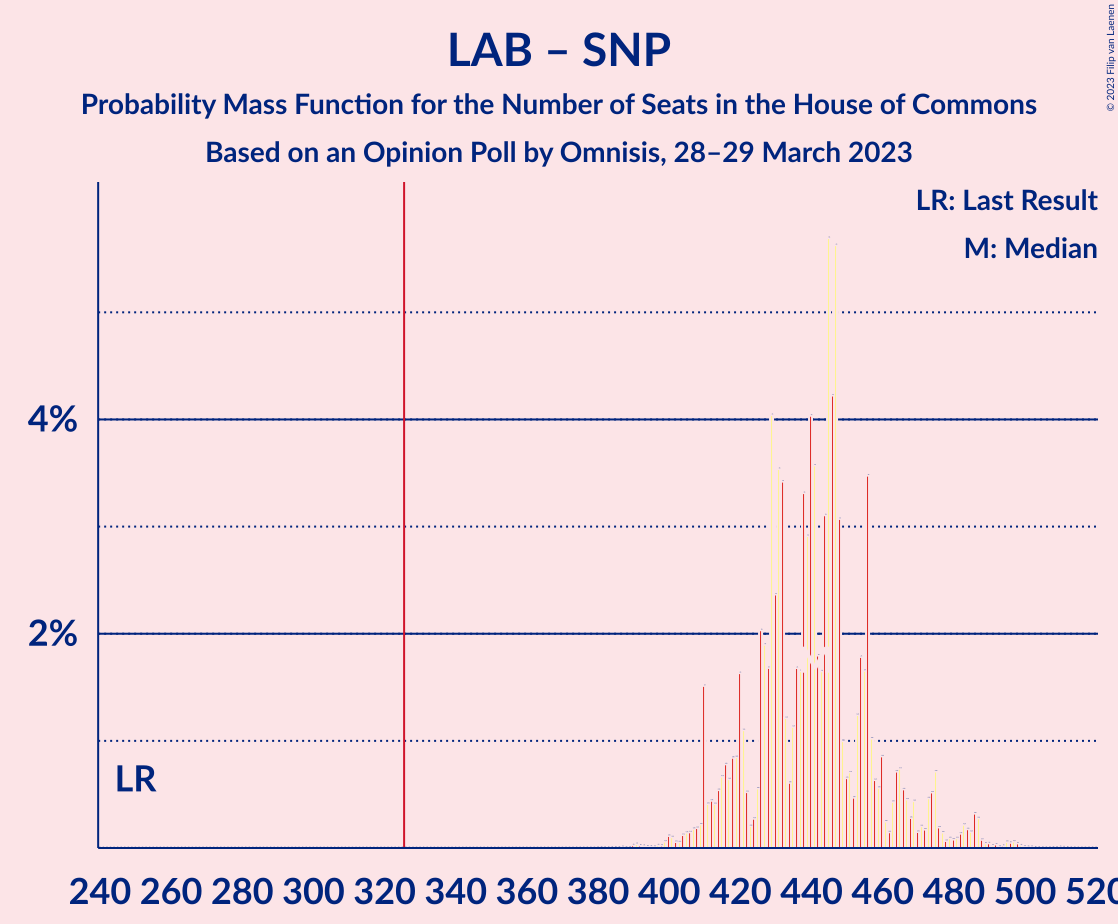 LAB – SNP
Probability Mass Function for the Number of Seats in the House of Commons
Based on an Opinion Poll by Omnisis, 28–29 March 2023
© 2023 Filip van Laenen
LR: Last Result
M: Median
4%
2%
LR
240 260 280 300 320 340 360 380 400 420 440 460 480 500 520